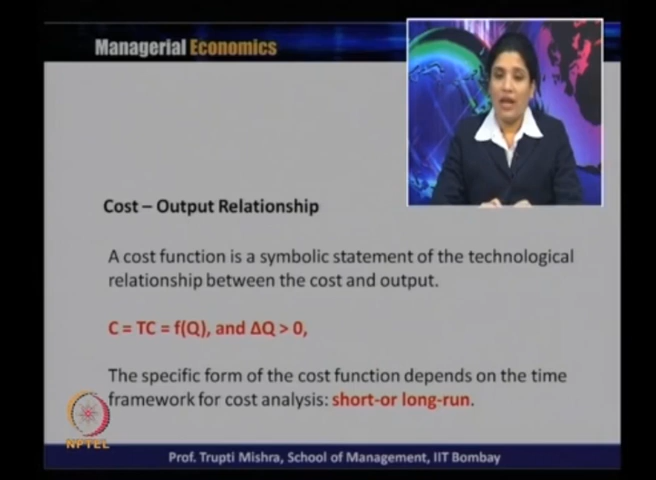 Managerial Economics
Cost – Output Relationship
A cost function is a symbolic statement of the technological
relationship between the cost and output.
C = TC = f(Q), and ΔQ > 0,
The specific form of the cost function depends on the time
framework for cost analysis: short-or long-run.
NPTEL
Prof. Trupti Mishra, School of Management, IIT Bombay